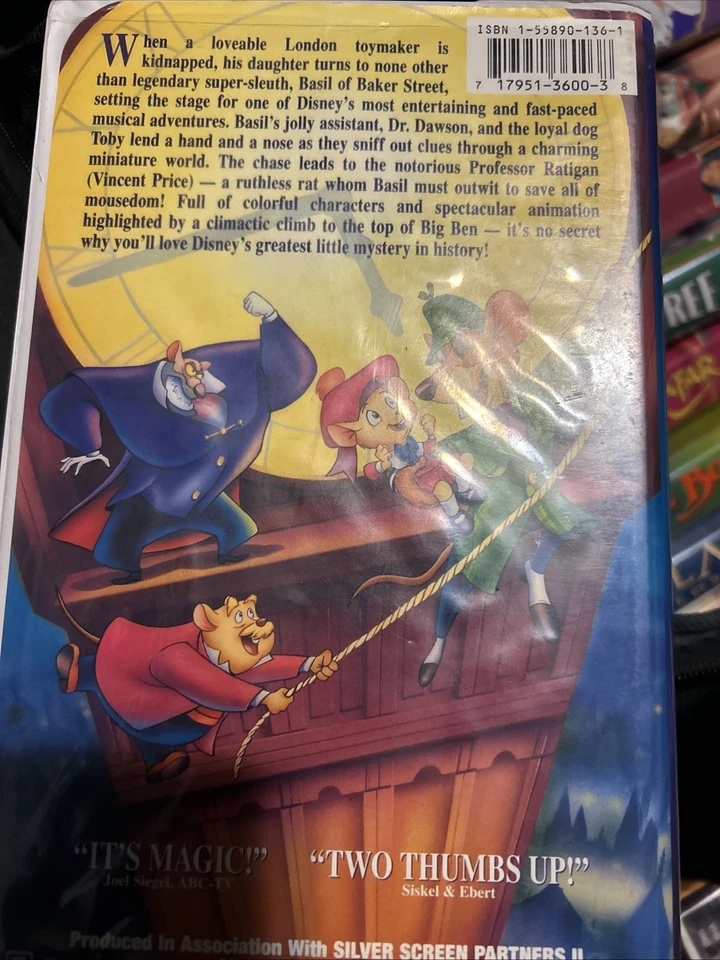 ISBN 1-55890-136-1
7 17951-3600-3 8
When a loveable London toymaker is
kidnapped, his daughter turns to none other
than legendary super-sleuth, Basil of Baker Street,
setting the stage for one of Disney's most entertaining and fast-paced
musical adventures. Basil's jolly assistant, Dr. Dawson, and the loyal dog
Toby lend a hand and a nose as they sniff out clues through a charming
miniature world. The chase leads to the notorious Professor Ratigan
(Vincent Price) — a ruthless rat whom Basil must outwit to save all of
mousedom! Full of colorful characters and spectacular animation
highlighted by a climactic climb to the top of Big Ben — it's no secret
why you'll love Disney's greatest little mystery in history!
"IT'S MAGIC!"
Joel Siegel, ABC-TV
"TWO THUMBS UP!"
Siskel & Ebert
Produced In Association With SILVER SCREEN PARTNERS II
REE